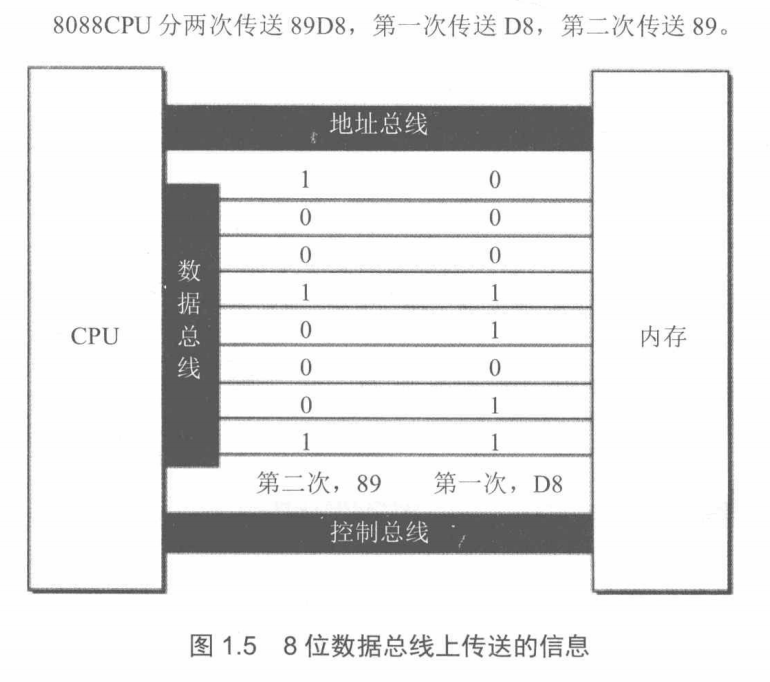 8088CPU 分两次传送 89D8，第一次传送 D8，第二次传送 89。
地址总线
1 0
0 0
0 0
1 1
0 1
0 0
0 1
1 1
数据总线
CPU
内存
第二次，89 第一次，D8
控制总线
图 1.5 8 位数据总线上传送的信息